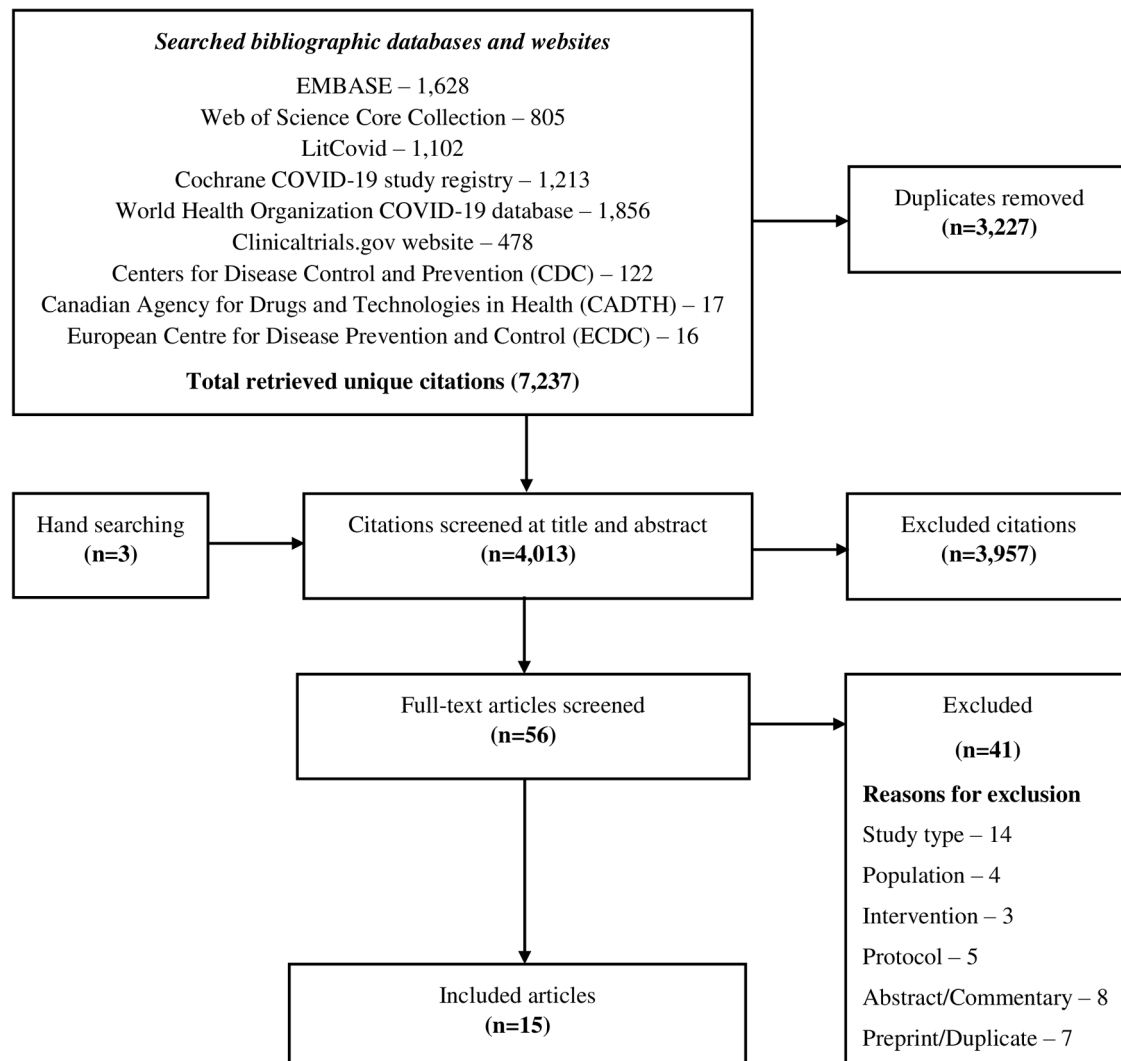 Searched bibliographic databases and websites
EMBASE – 1,628
Web of Science Core Collection – 805
LitCovid – 1,102
Cochrane COVID-19 study registry – 1,213
World Health Organization COVID-19 database – 1,856
Clinicaltrials.gov website – 478
Centers for Disease Control and Prevention (CDC) – 122
Canadian Agency for Drugs and Technologies in Health (CADTH) – 17
European Centre for Disease Prevention and Control (ECDC) – 16
Total retrieved unique citations (7,237)
Duplicates removed
(n=3,227)
Hand searching
(n=3)
Citations screened at title and abstract
(n=4,013)
Excluded citations
(n=3,957)
Full-text articles screened
(n=56)
Excluded
(n=41)
Reasons for exclusion
Study type – 14
Population – 4
Intervention – 3
Protocol – 5
Abstract/Commentary – 8
Preprint/Duplicate – 7
Included articles
(n=15)